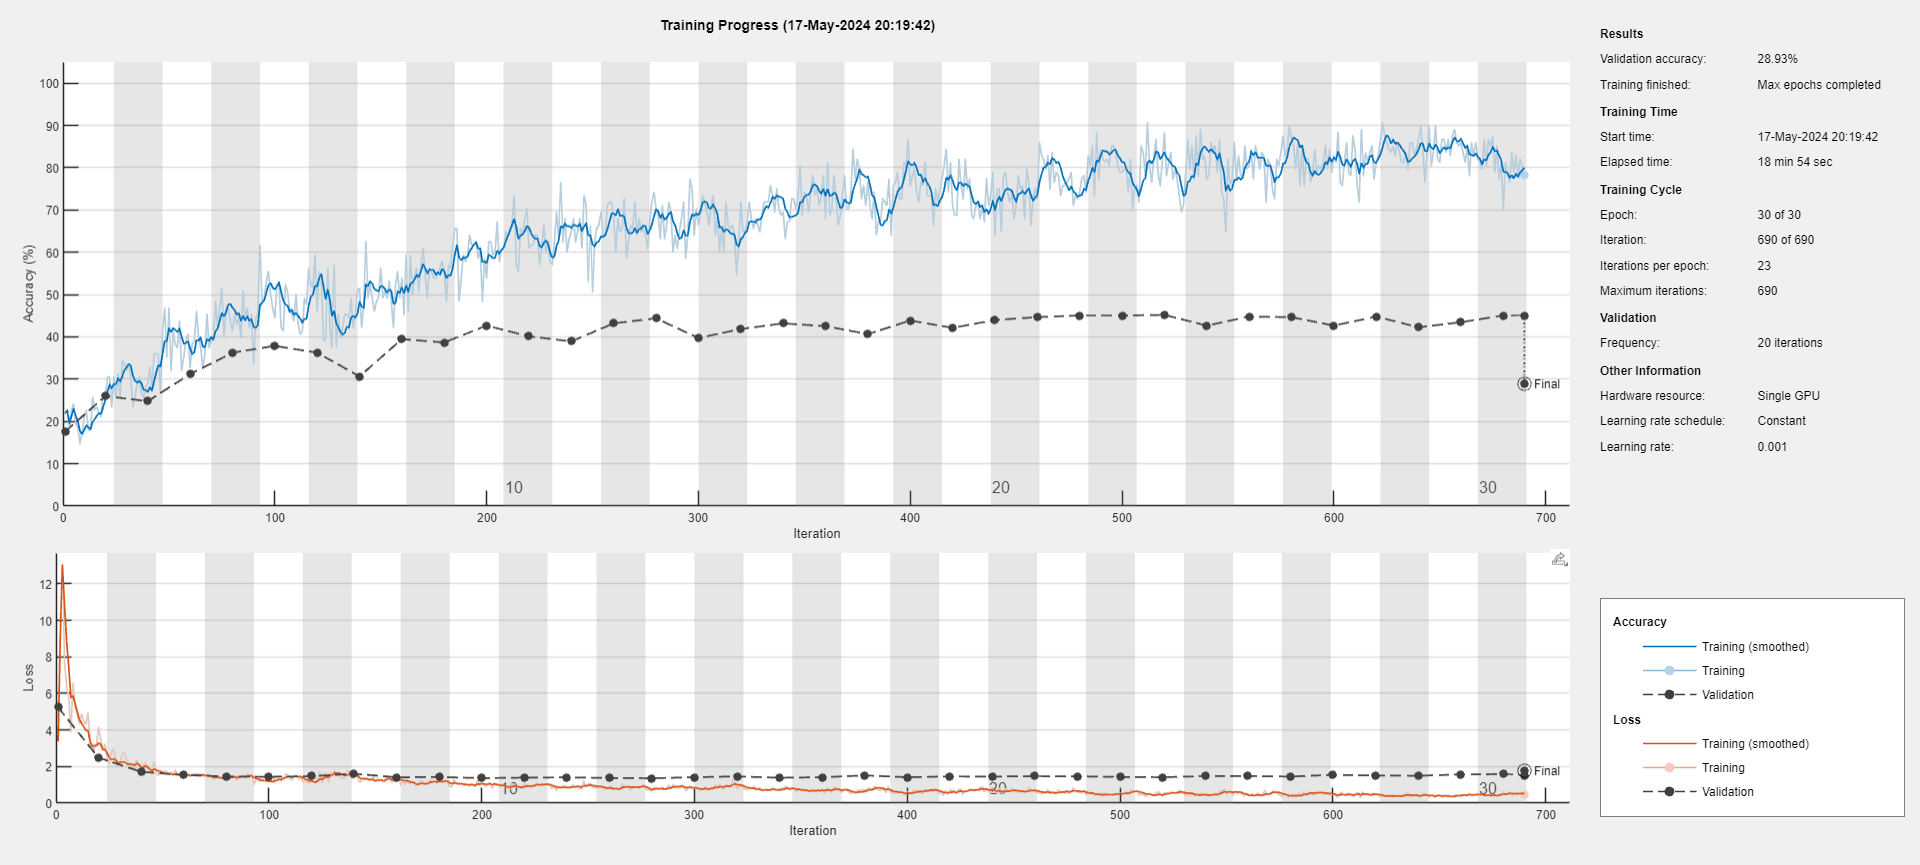 Training Progress (17-May-2024 20:19:42)
100
90
80
70
60
50
40
30
20
10
0
Accuracy (%)
10
20
30
Final
0
100
200
300
400
500
600
700
Iteration
12
10
8
6
4
2
0
Loss
10
20
30
Final
0
100
200
300
400
500
600
700
Iteration
Results
Validation accuracy: 28.93%
Training finished: Max epochs completed
Training Time
Start time: 17-May-2024 20:19:42
Elapsed time: 18 min 54 sec
Training Cycle
Epoch: 30 of 30
Iteration: 690 of 690
Iterations per epoch: 23
Maximum iterations: 690
Validation
Frequency: 20 iterations
Other Information
Hardware resource: Single GPU
Learning rate schedule: Constant
Learning rate: 0.001
Accuracy
Training (smoothed)
Training
Validation
Loss
Training (smoothed)
Training
Validation